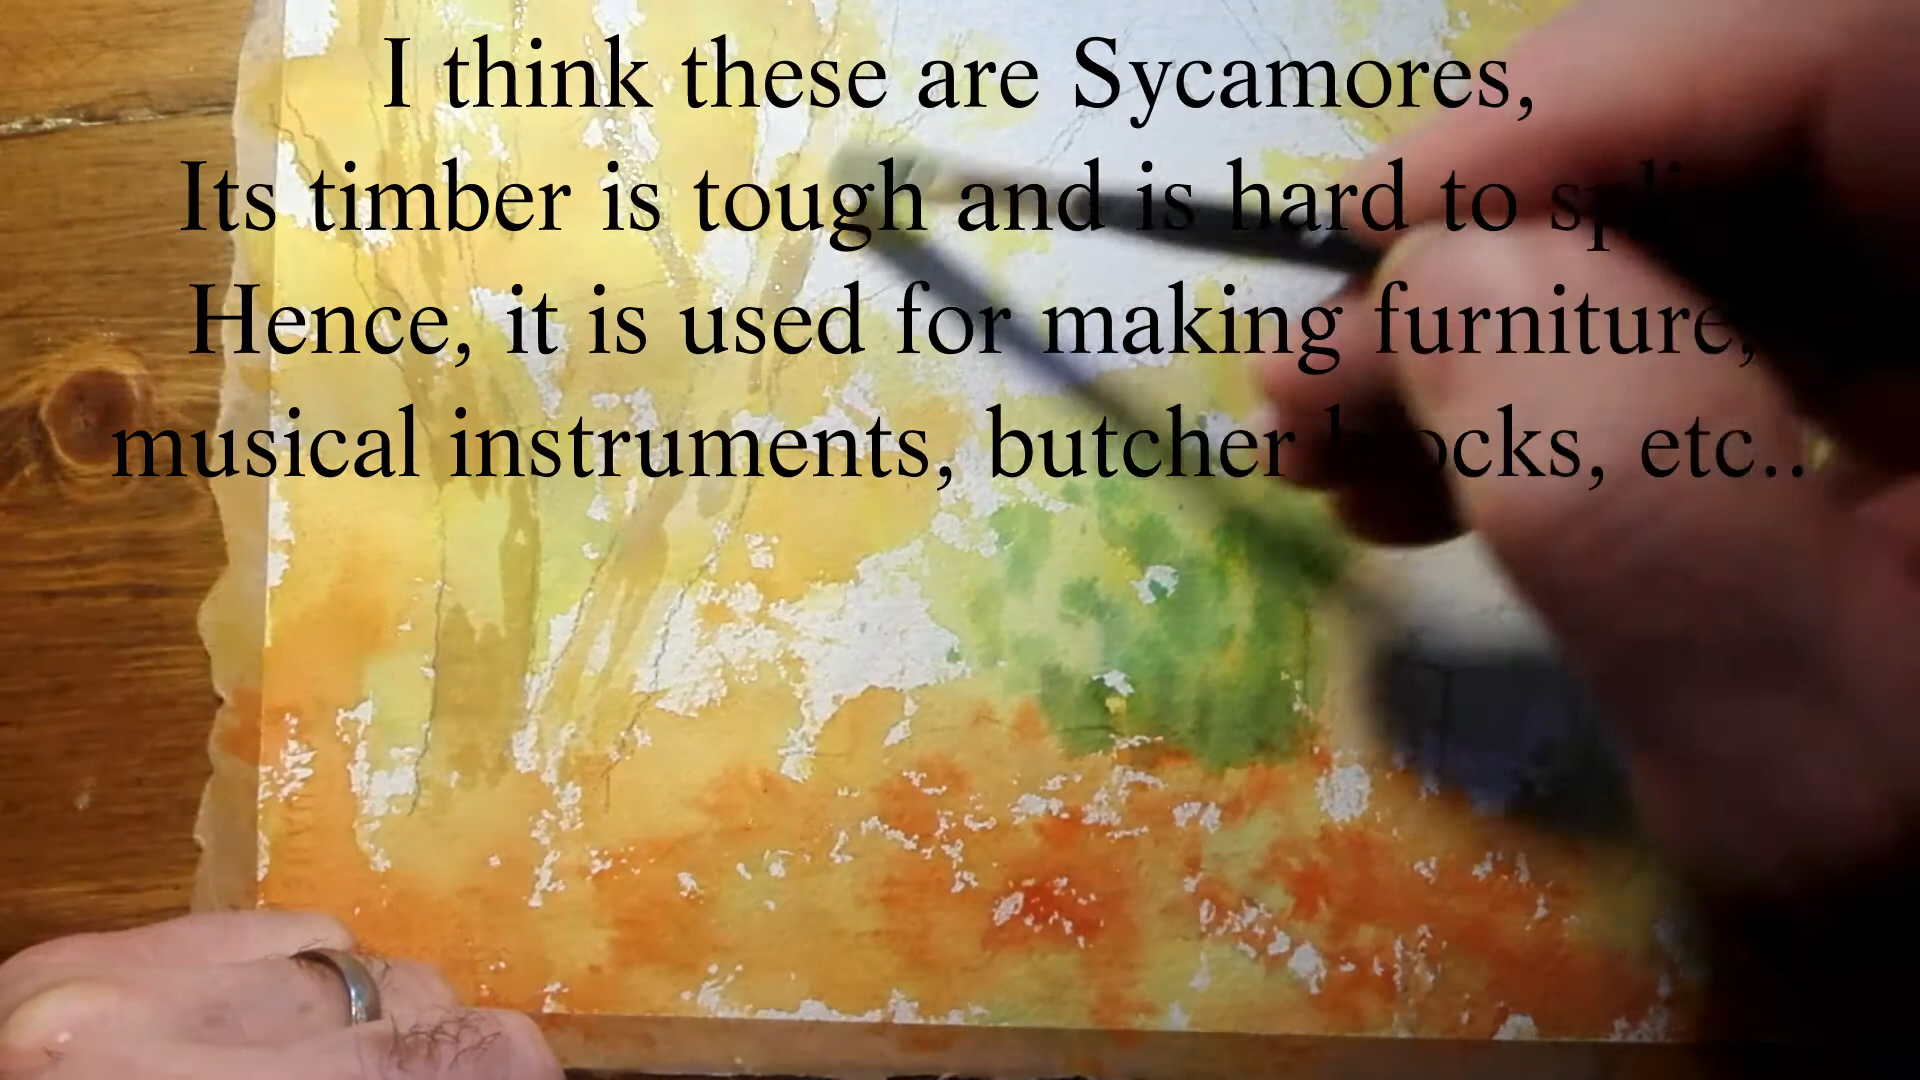 I think these are Sycamores,
Its timber is tough and is hard to
Hence, it is used for making furniture,
musical instruments, butcher blocks, etc..